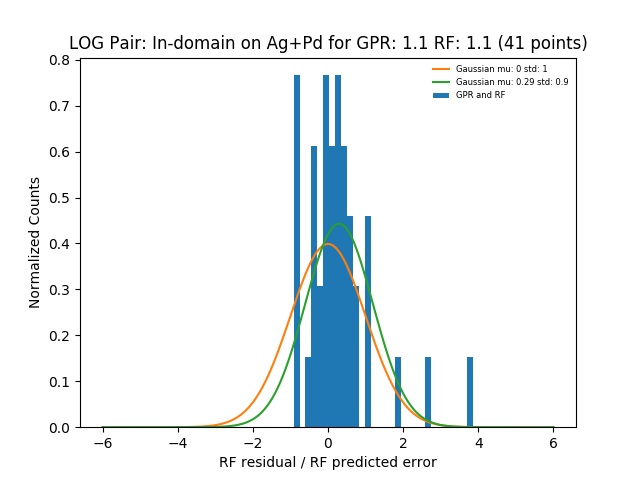 LOG Pair: In-domain on Ag+Pd for GPR: 1.1 RF: 1.1 (41 points)
Gaussian mu: 0 std: 1
Gaussian mu: 0.29 std: 0.9
GPR and RF
Normalized Counts
0.8
0.7
0.6
0.5
0.4
0.3
0.2
0.1
0.0
−6 −4 −2 0 2 4 6
RF residual / RF predicted error